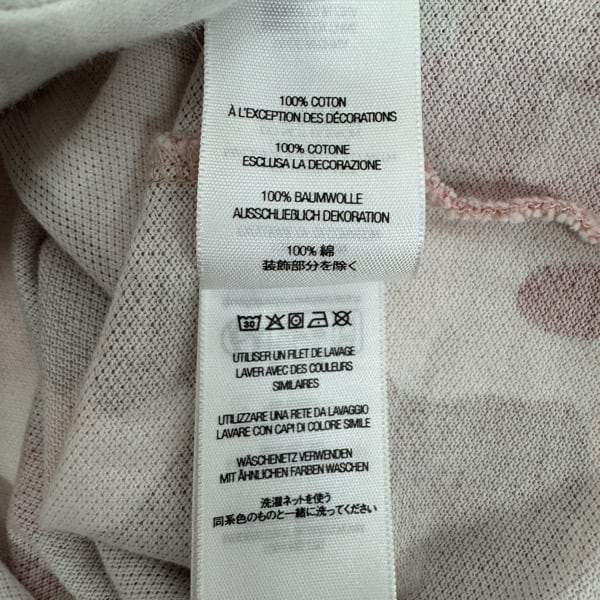 100% COTON
À L'EXCEPTION DES DÉCORATIONS
100% COTONE
ESCLUSA LA DECORAZIONE
100% BAUMWOLLE
AUSSCHLIEßLICH DEKORATION
100% 綿
装飾部分を除く
30
UTILISER UN FILET DE LAVAGE
LAVER AVEC DES COULEURS
SIMILAIRES
UTILIZZARE UNA RETE DA LAVAGGIO
LAVARE CON CAPI DI COLORE SIMILE
WÄSCHENETZ VERWENDEN
MIT ÄHNLICHEN FARBEN WASCHEN
洗濯ネットを使う
同系色のものと一緒に洗ってください